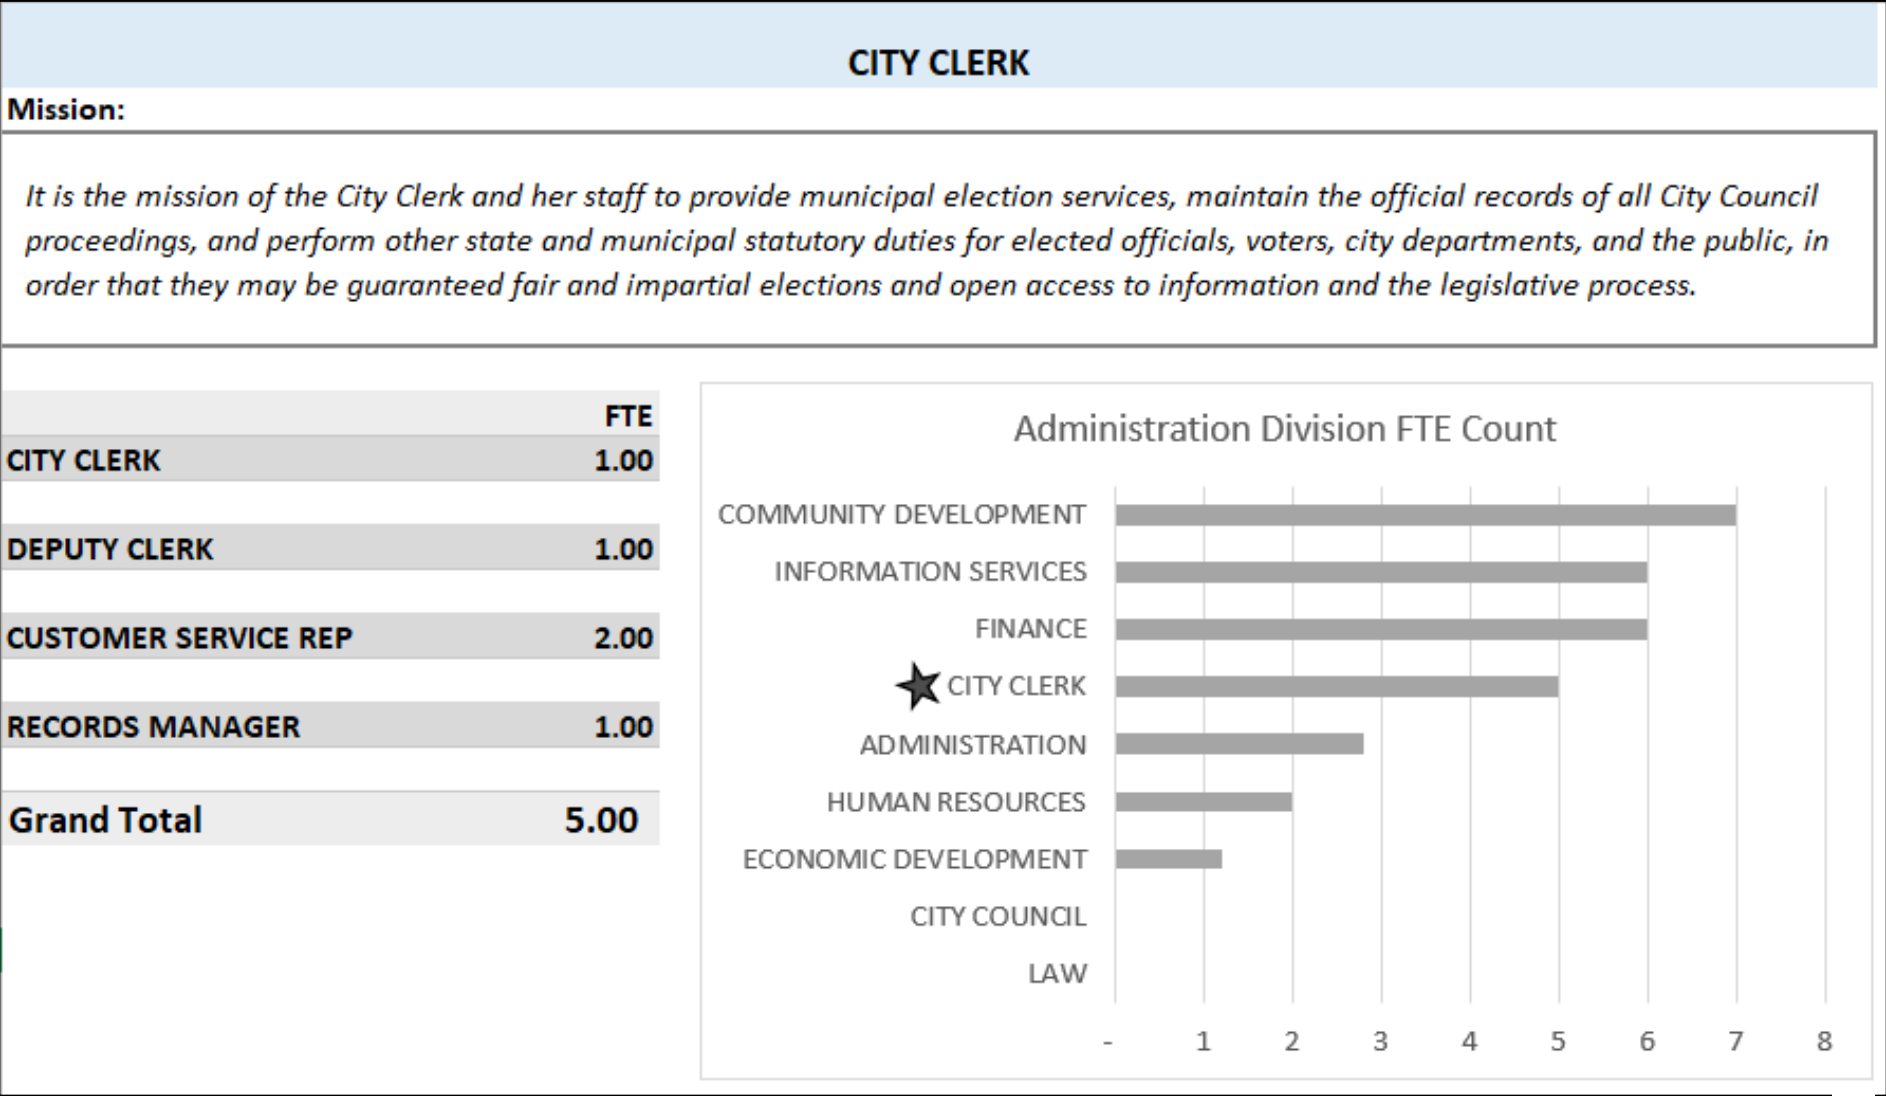 CITY CLERK
Mission:
It is the mission of the City Clerk and her staff to provide municipal election services, maintain the official records of all City Council
proceedings, and perform other state and municipal statutory duties for elected officials, voters, city departments, and the public, in
order that they may be guaranteed fair and impartial elections and open access to information and the legislative process.
FTE
CITY CLERK 1.00
DEPUTY CLERK 1.00
CUSTOMER SERVICE REP 2.00
RECORDS MANAGER 1.00
Grand Total 5.00
Administration Division FTE Count
COMMUNITY DEVELOPMENT
INFORMATION SERVICES
FINANCE
CITY CLERK
ADMINISTRATION
HUMAN RESOURCES
ECONOMIC DEVELOPMENT
CITY COUNCIL
LAW
- 1 2 3 4 5 6 7 8